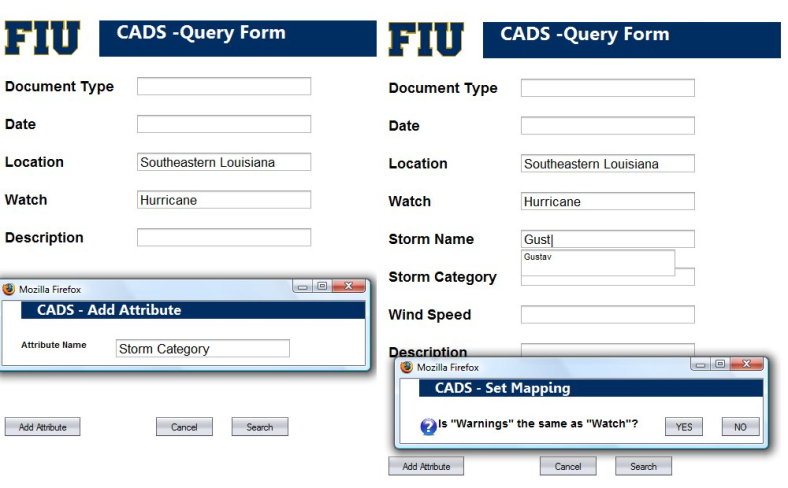 FIU
CADS -Query Form
Document Type
Date
Location
Southeastern Louisiana
Watch
Hurricane
Description
Mozilla Firefox
CADS - Add Attribute
Attribute Name
Storm Category
Add Attribute
Cancel
Search
FIU
CADS -Query Form
Document Type
Date
Location
Southeastern Louisiana
Watch
Hurricane
Storm Name
Gust
Gustav
Storm Category
Wind Speed
Description
Mozilla Firefox
CADS - Set Mapping
Is "Warnings" the same as "Watch"?
YES
NO
Add Attribute
Cancel
Search